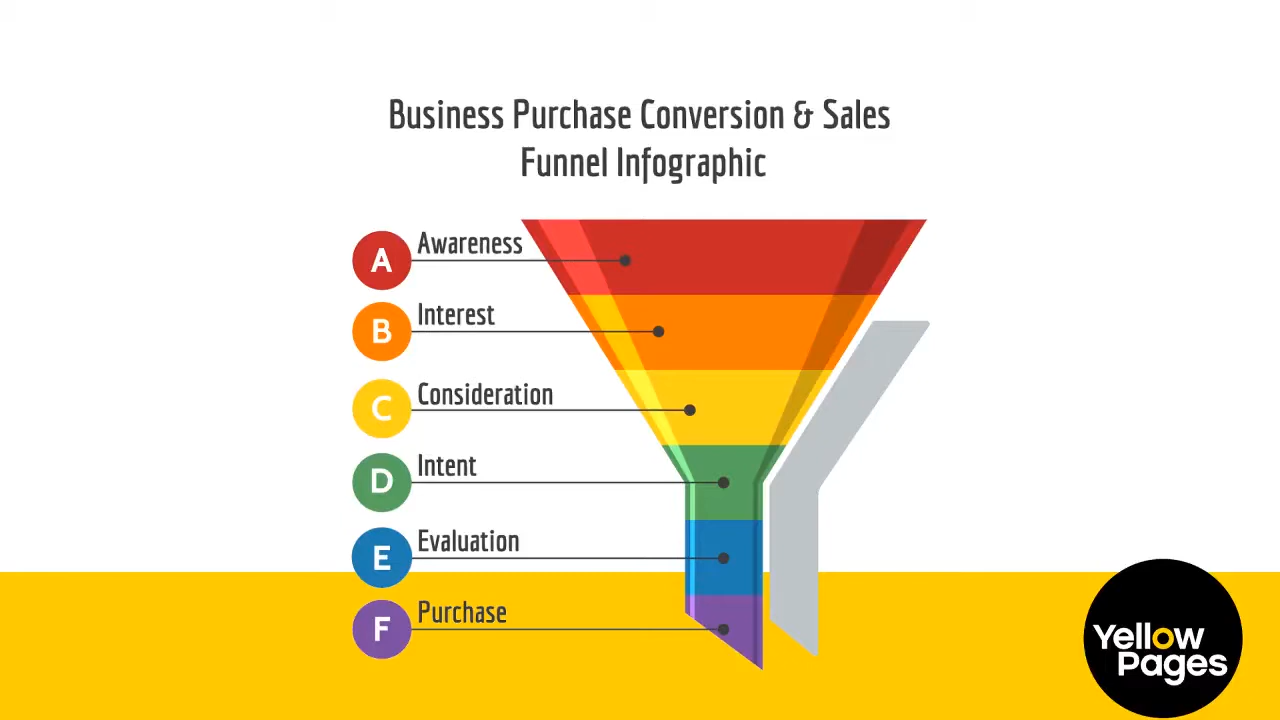 Business Purchase Conversion & Sales
Funnel Infographic
A Awareness
B Interest
C Consideration
D Intent
E Evaluation
F Purchase
Yellow
Pages